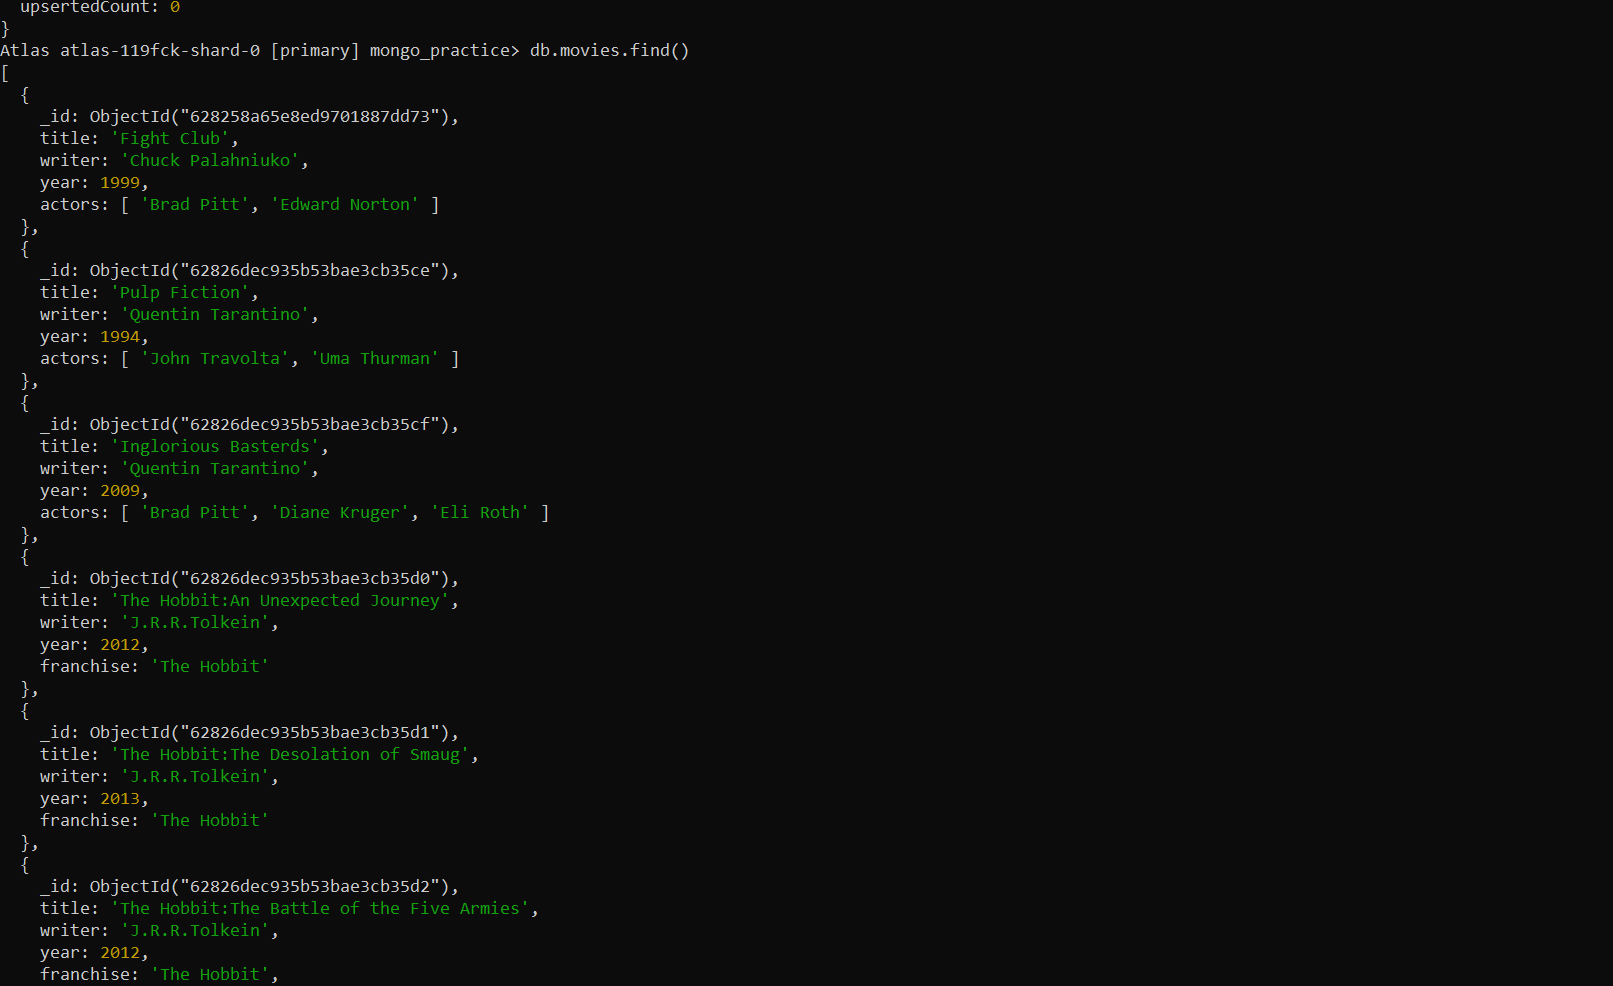 upsertedCount: 0
}
Atlas atlas-119fck-shard-0 [primary] mongo_practice> db.movies.find()
[
  {
    _id: ObjectId("628258a65e8ed9701887dd73"),
    title: 'Fight Club',
    writer: 'Chuck Palahniuko',
    year: 1999,
    actors: [ 'Brad Pitt', 'Edward Norton' ]
  },
  {
    _id: ObjectId("62826dec935b53bae3cb35ce"),
    title: 'Pulp Fiction',
    writer: 'Quentin Tarantino',
    year: 1994,
    actors: [ 'John Travolta', 'Uma Thurman' ]
  },
  {
    _id: ObjectId("62826dec935b53bae3cb35cf"),
    title: 'Inglorious Basterds',
    writer: 'Quentin Tarantino',
    year: 2009,
    actors: [ 'Brad Pitt', 'Diane Kruger', 'Eli Roth' ]
  },
  {
    _id: ObjectId("62826dec935b53bae3cb35d0"),
    title: 'The Hobbit:An Unexpected Journey',
    writer: 'J.R.R.Tolkein',
    year: 2012,
    franchise: 'The Hobbit'
  },
  {
    _id: ObjectId("62826dec935b53bae3cb35d1"),
    title: 'The Hobbit:The Desolation of Smaug',
    writer: 'J.R.R.Tolkein',
    year: 2013,
    franchise: 'The Hobbit'
  },
  {
    _id: ObjectId("62826dec935b53bae3cb35d2"),
    title: 'The Hobbit:The Battle of the Five Armies',
    writer: 'J.R.R.Tolkein',
    year: 2012,
    franchise: 'The Hobbit',